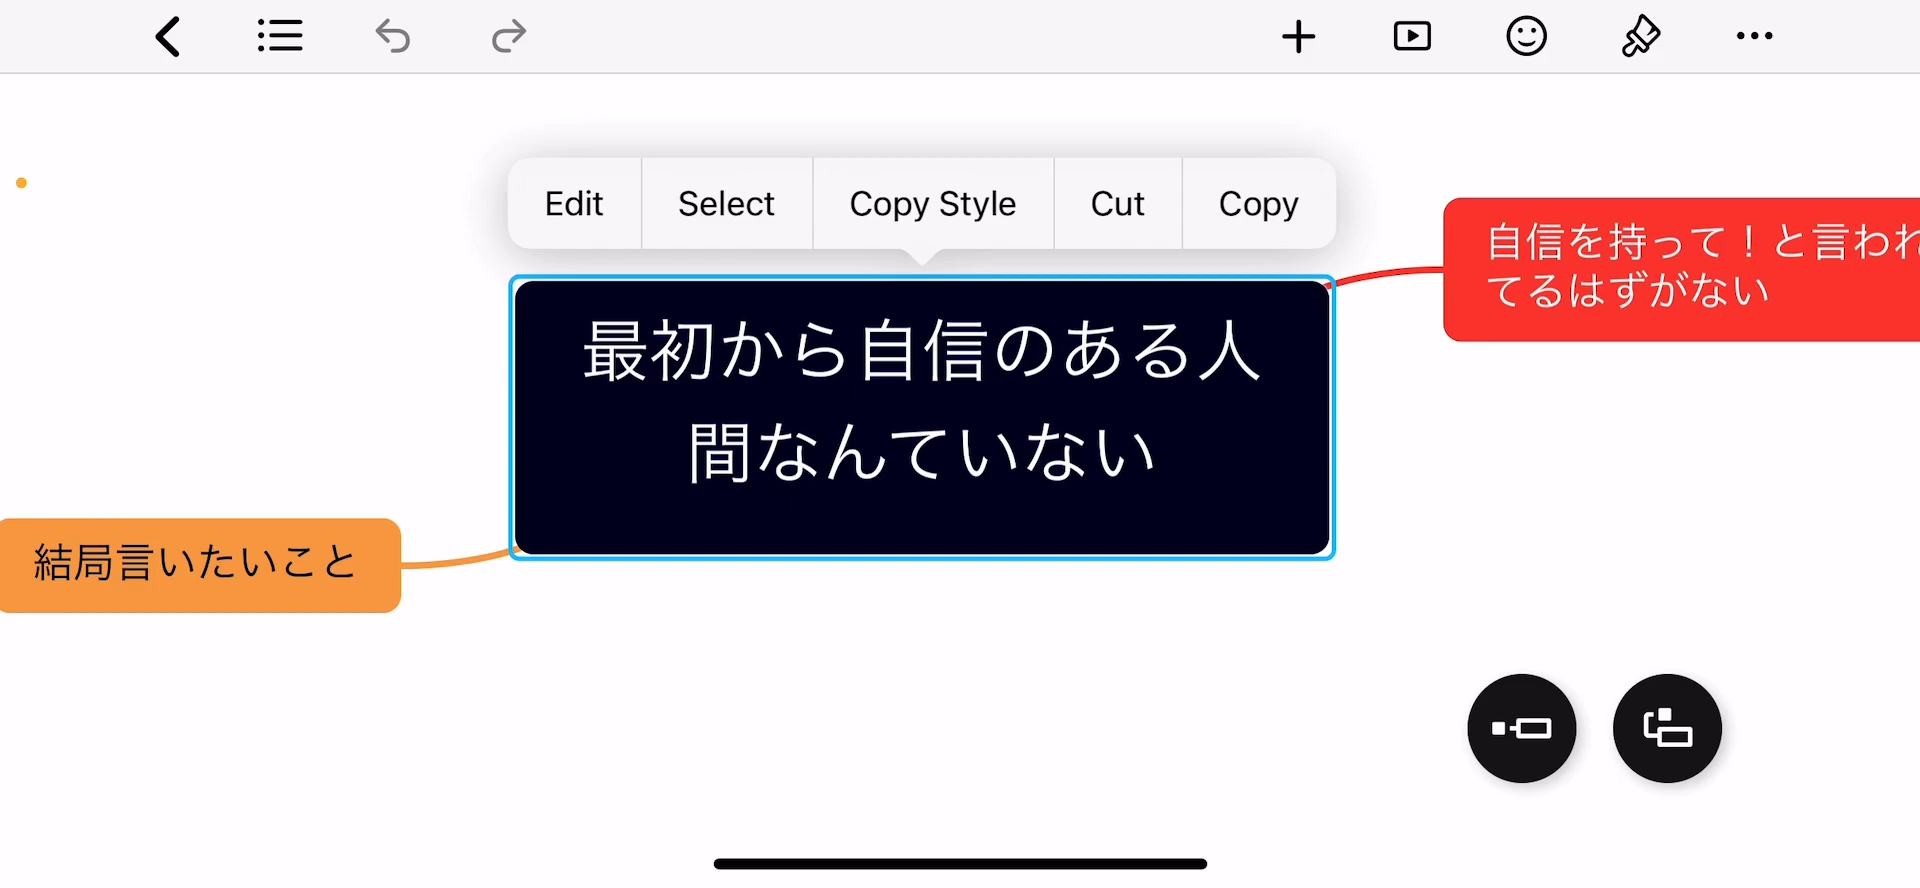 Edit
Select
Copy Style
Cut
Copy
自信を持って！と言われ
てるはずがない
最初から自信のある人
間なんていない
結局言いたいこと